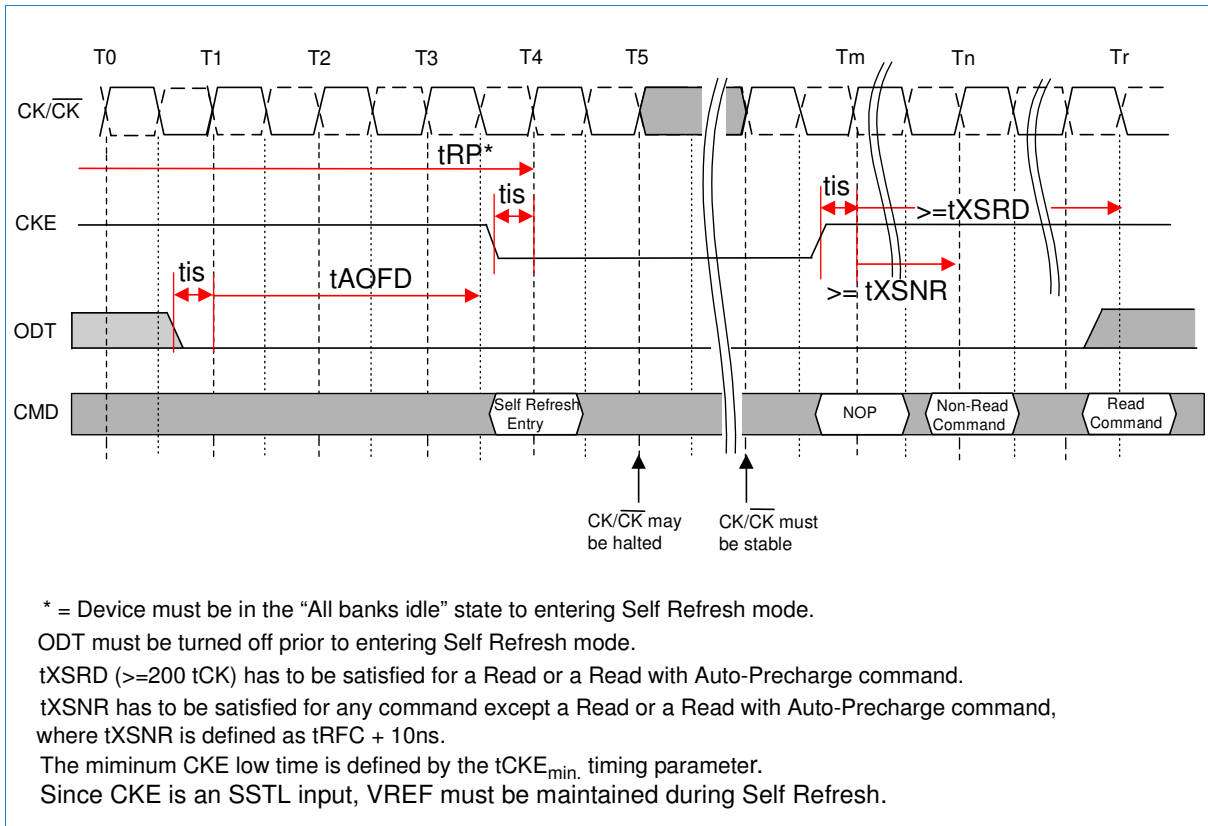 T0 T1 T2 T3 T4 T5 Tm Tn Tr
CK/CK
tRP*
tis
tis
CKE
>=tXSRD
tis
tAOFD
>= tXSNR
ODT
CMD
Self Refresh
Entry
NOP
Non-Read
Command
Read
Command
CK/CK may
be halted
CK/CK must
be stable
* = Device must be in the “All banks idle” state to entering Self Refresh mode.
ODT must be turned off prior to entering Self Refresh mode.
tXSRD (>=200 tCK) has to be satisfied for a Read or a Read with Auto-Precharge command.
tXSNR has to be satisfied for any command except a Read or a Read with Auto-Precharge command,
where tXSNR is defined as tRFC + 10ns.
The miminum CKE low time is defined by the tCKEmin. timing parameter.
Since CKE is an SSTL input, VREF must be maintained during Self Refresh.